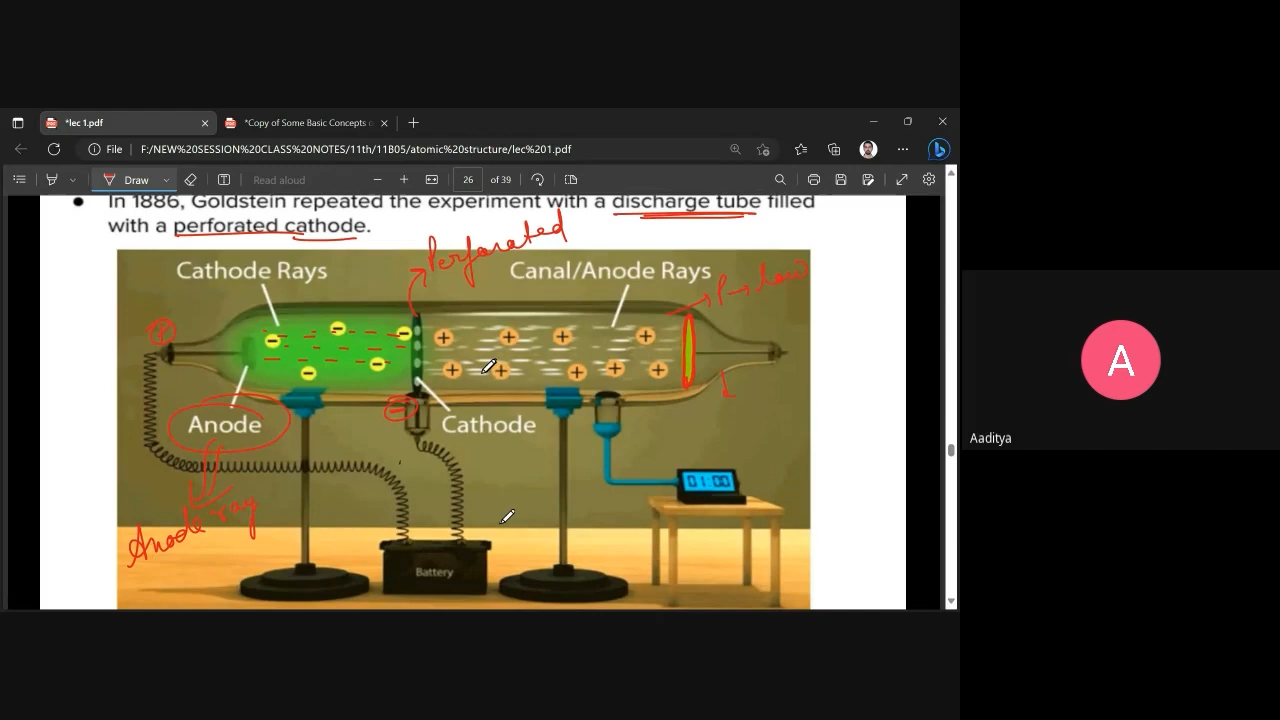 *lec 1.pdf
*Copy of Some Basic Concepts o
File
F:/NEW%20SESSION%20CLASS%20NOTES/11th/11B05/atomic%20structure/lec%201.pdf
Draw
Read aloud
26
of 39
In 1886, Goldstein repeated the experiment with a discharge tube filled
with a perforated cathode.
Perforated
Cathode Rays
Canal/Anode Rays
P → low
Anode
Cathode
Anode ray
01:00
Battery
A
Aaditya